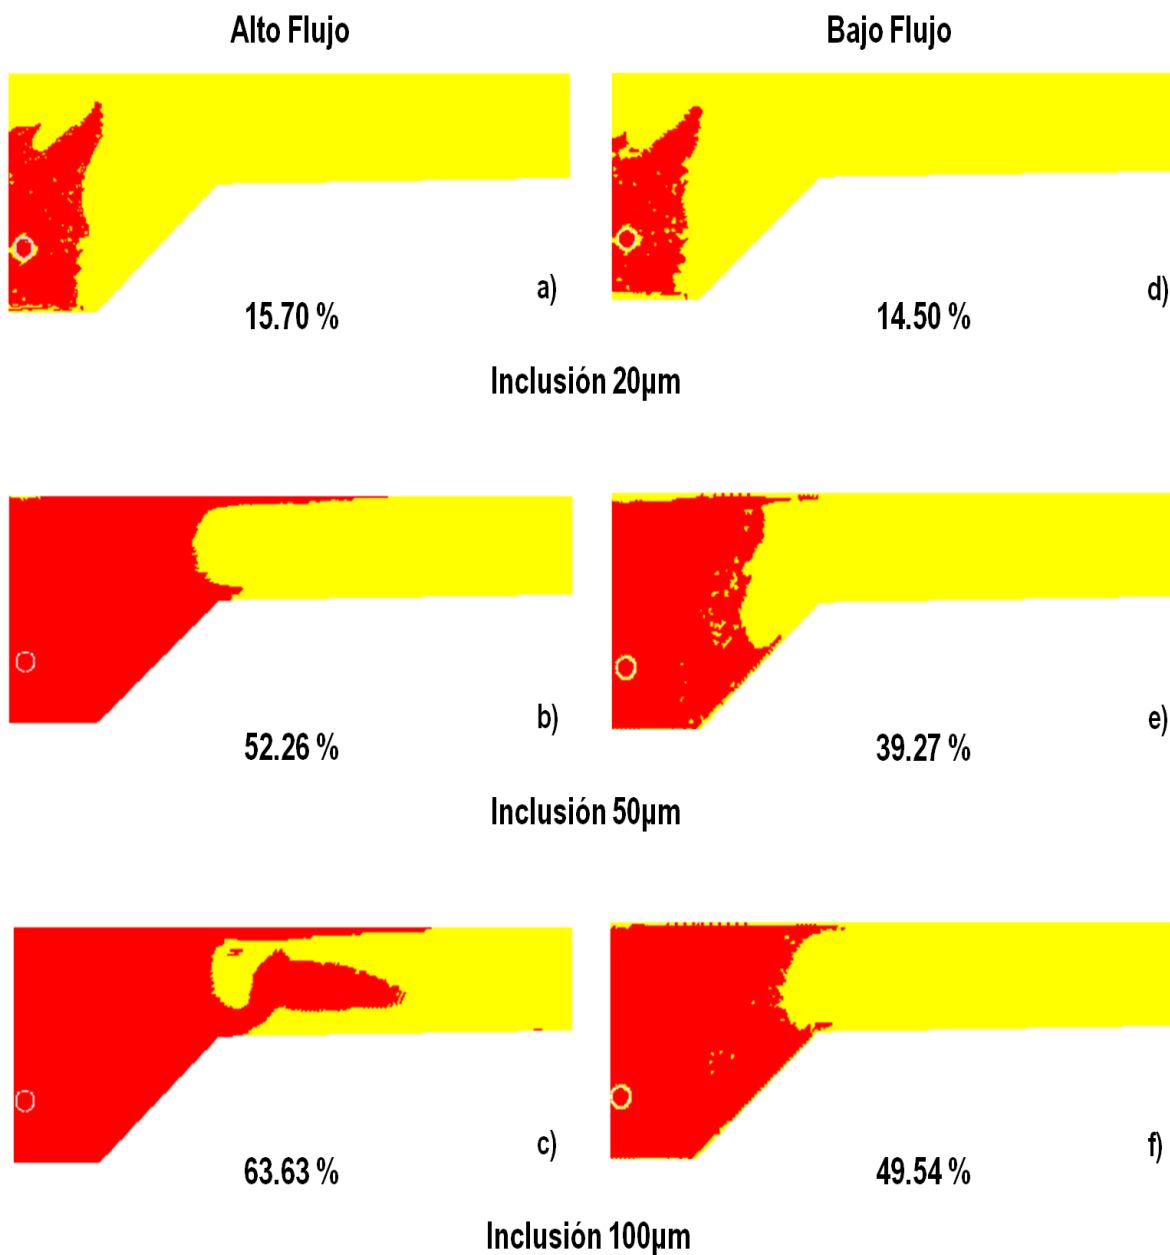 Alto Flujo
Bajo Flujo
a)
d)
15.70 %
14.50 %
Inclusión 20µm
b)
e)
52.26 %
39.27 %
Inclusión 50µm
c)
f)
63.63 %
49.54 %
Inclusión 100µm